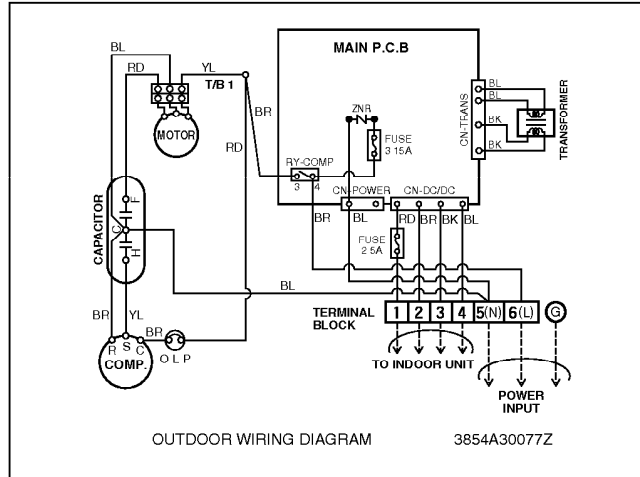 BL
RD
YL
T/B 1
BR
RD
MOTOR
MAIN P.C.B
ZNR
FUSE
3 15A
RY-COMP
3 4
CN-POWER
CN-DC/DC
CN-TRANS
BL
BL
BK
BK
TRANSFORMER
BR
BL
RD
BR
BK
BL
FUSE
2 5A
CAPACITOR
F
C
H
BL
BR
YL
BR
R
S
C
COMP.
O L P
TERMINAL
BLOCK
1 2 3 4 5(N) 6(L) G
TO INDOOR UNIT
POWER
INPUT
OUTDOOR WIRING DIAGRAM
3854A30077Z